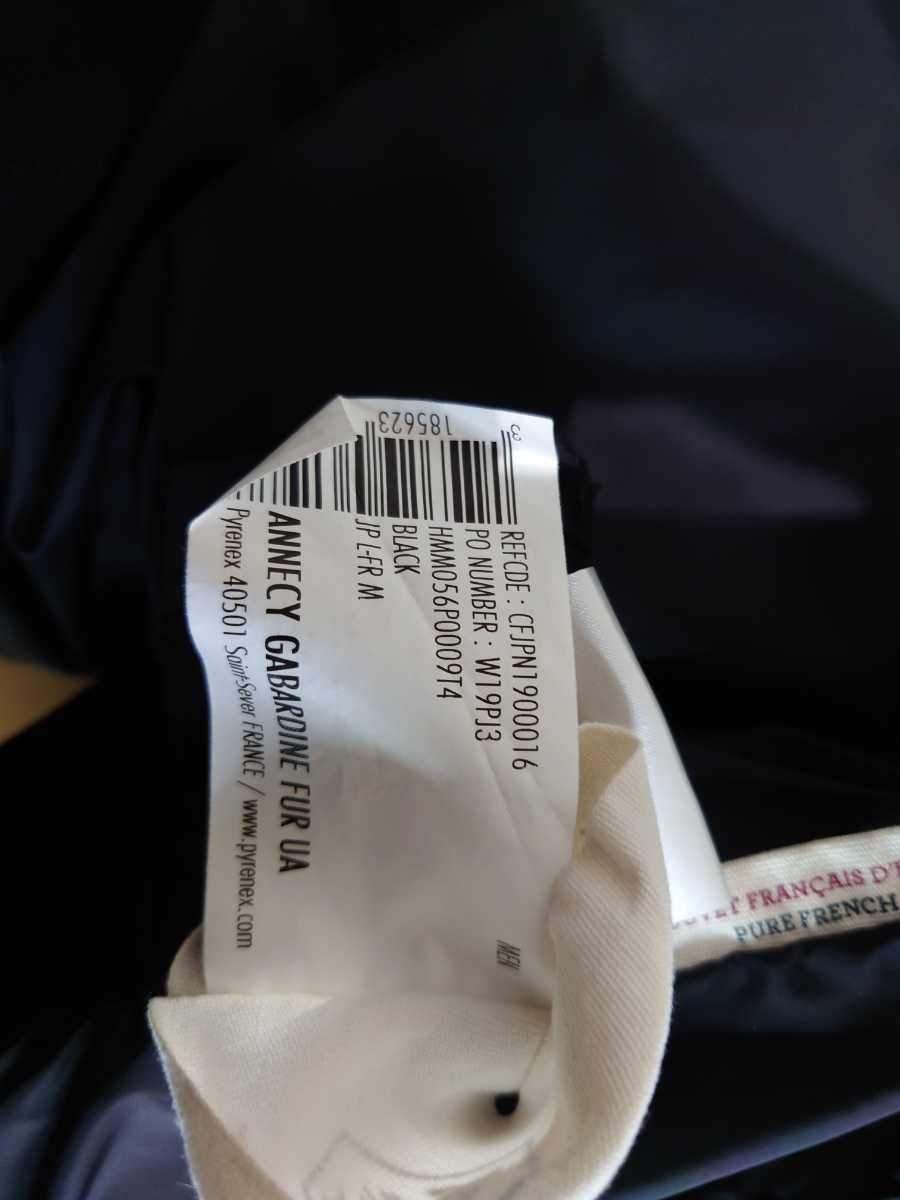 3
185623
REFCDE : CFJPN1900016
PO NUMBER : W19PJ3
HMM056P0009T4
BLACK
JP L-FR M
ANNECY GABARDINE FUR UA
Pyrenex 40501 Saint-Sever FRANCE / www.pyrenex.com
MEN
FRANÇAIS
PURE FRENCH